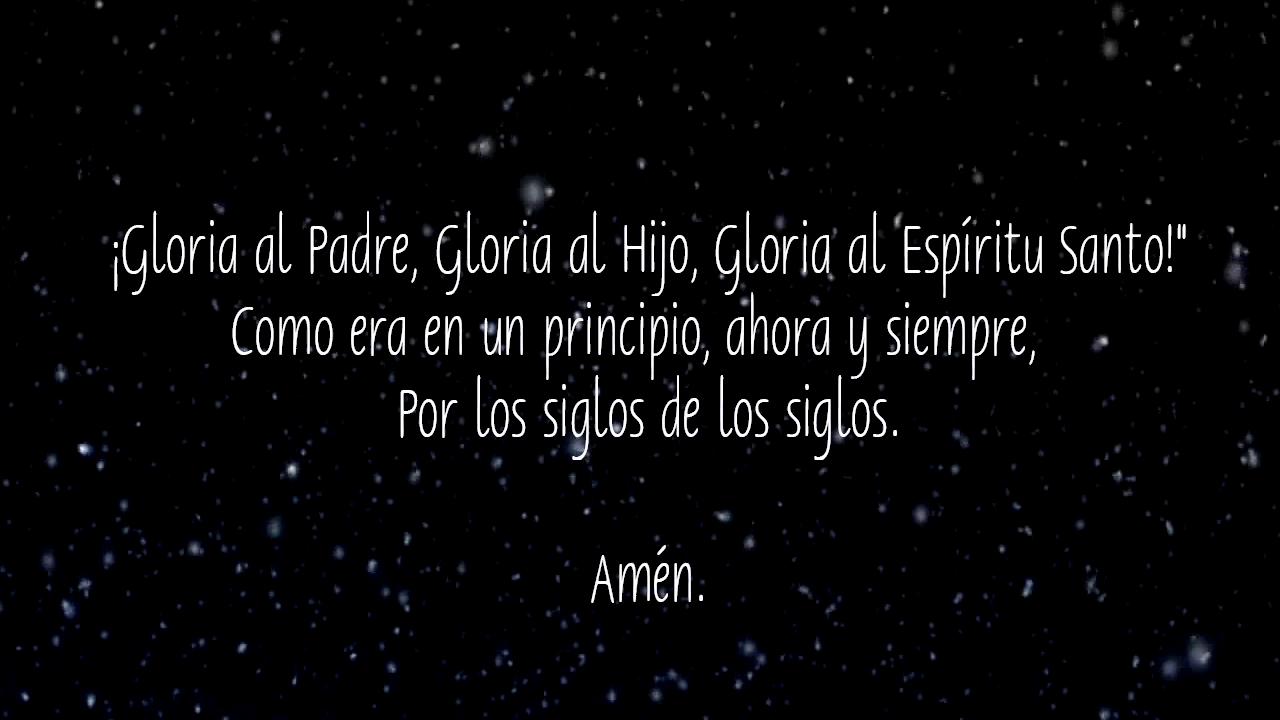 ¡Gloria al Padre, Gloria al Hijo, Gloria al Espíritu Santo!"
Como era en un principio, ahora y siempre,
Por los siglos de los siglos.
Amén.